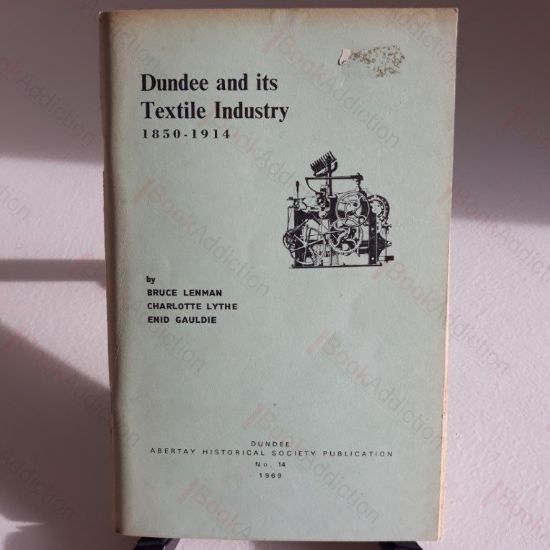 Dundee and its
Textile Industry
1850-1914
by
BRUCE LENMAN
CHARLOTTE LYTHE
ENID GAULDIE
DUNDEE
ABERTAY HISTORICAL SOCIETY PUBLICATION
No. 14
1969
BookAddiction